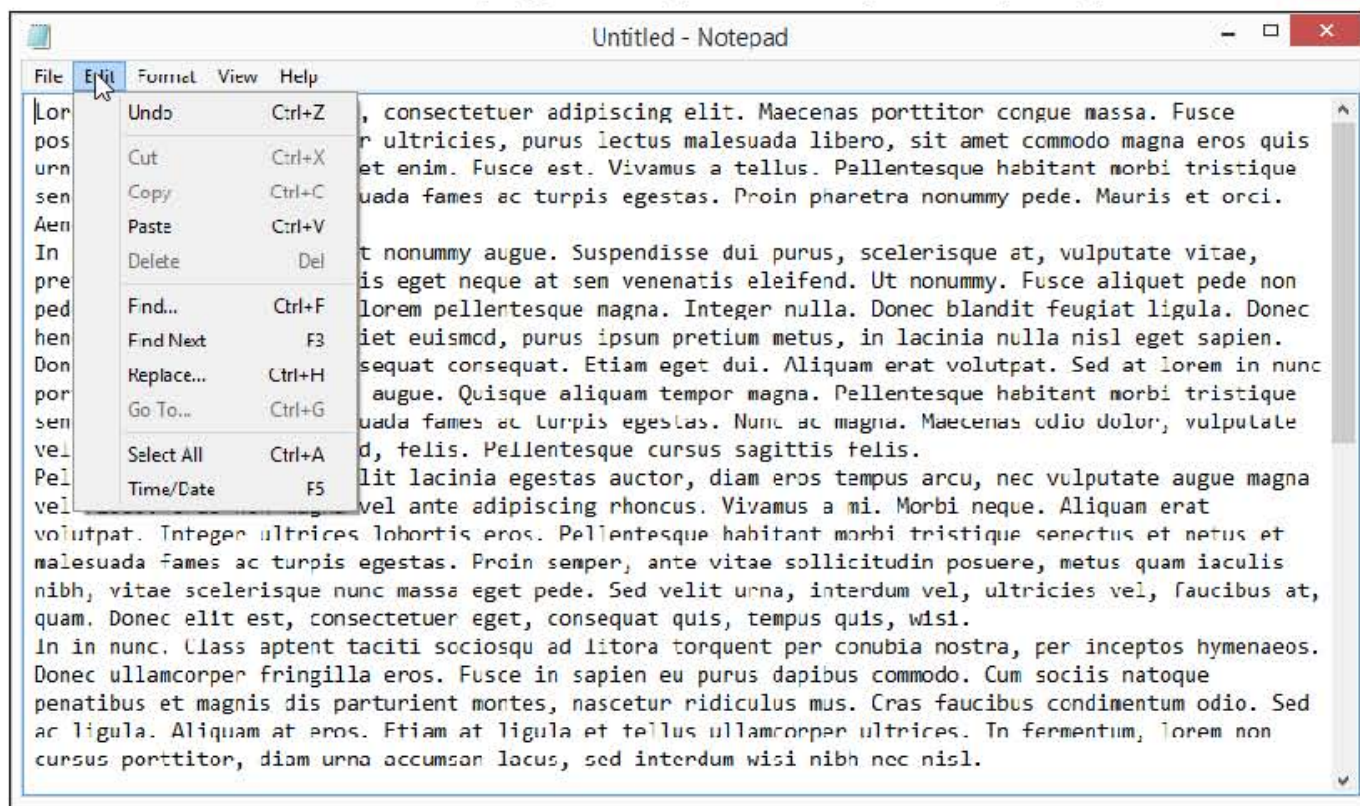 Untitled - Notepad
File Edit Format View Help
Undo Ctrl+Z
Cut Ctrl+X
Copy Ctrl+C
Paste Ctrl+V
Delete Del
Find... Ctrl+F
Find Next F3
Replace... Ctrl+H
Go To... Ctrl+G
Select All Ctrl+A
Time/Date F5
Lor , consectetuer adipiscing elit. Maecenas porttitor congue massa. Fusce
pos r ultricies, purus lectus malesuada libero, sit amet commodo magna eros quis
urn et enim. Fusce est. Vivamus a tellus. Pellentesque habitant morbi tristique
sen uada fames ac turpis egestas. Proin pharetra nonummy pede. Mauris et orci.
Aen
In t nonummy augue. Suspendisse dui purus, scelerisque at, vulputate vitae,
pre is eget neque at sem venenatis eleifend. Ut nonummy. Fusce aliquet pede non
ped lorem pellentesque magna. Integer nulla. Donec blandit feugiat ligula. Donec
hen iet euismod, purus ipsum pretium metus, in lacinia nulla nisl eget sapien.
Don sequat consequat. Etiam eget dui. Aliquam erat volutpat. Sed at lorem in nunc
por augue. Quisque aliquam tempor magna. Pellentesque habitant morbi tristique
sen uada fames ac turpis egestas. Nunc ac magna. Maecenas odio dolor, vulputate
vel d, felis. Pellentesque cursus sagittis felis.
Pel lit lacinia egestas auctor, diam eros tempus arcu, nec vulputate augue magna
vel vel ante adipiscing rhoncus. Vivamus a mi. Morbi neque. Aliquam erat
volutpat. Integer ultrices lobortis eros. Pellentesque habitant morbi tristique senectus et netus et
malesuada fames ac turpis egestas. Proin semper, ante vitae sollicitudin posuere, metus quam iaculis
nibh, vitae scelerisque nunc massa eget pede. Sed velit urna, interdum vel, ultricies vel, faucibus at,
quam. Donec elit est, consectetuer eget, consequat quis, tempus quis, wisi.
In in nunc. Class aptent taciti sociosqu ad litora torquent per conubia nostra, per inceptos hymenaeos.
Donec ullamcorper fringilla eros. Fusce in sapien eu purus dapibus commodo. Cum sociis natoque
penatibus et magnis dis parturient montes, nascetur ridiculus mus. Cras faucibus condimentum odio. Sed
ac ligula. Aliquam at eros. Etiam at ligula et tellus ullamcorper ultrices. In fermentum, lorem non
cursus porttitor, diam urna accumsan lacus, sed interdum wisi nibh nec nisl.